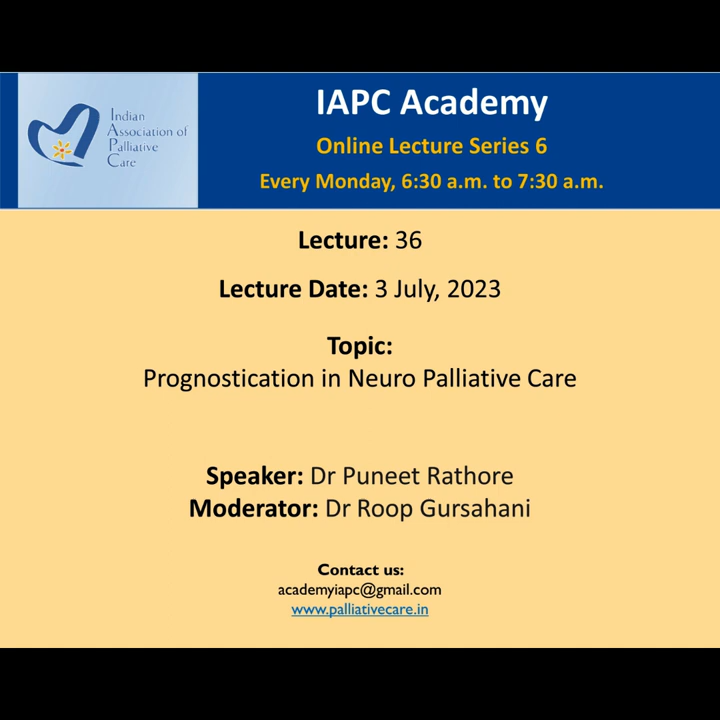 Indian
Association of
Palliative
Care
IAPC Academy
Online Lecture Series 6
Every Monday, 6:30 a.m. to 7:30 a.m.
Lecture: 36
Lecture Date: 3 July, 2023
Topic:
Prognostication in Neuro Palliative Care
Speaker: Dr Puneet Rathore
Moderator: Dr Roop Gursahani
Contact us:
academyiapc@gmail.com
www.palliativecare.in